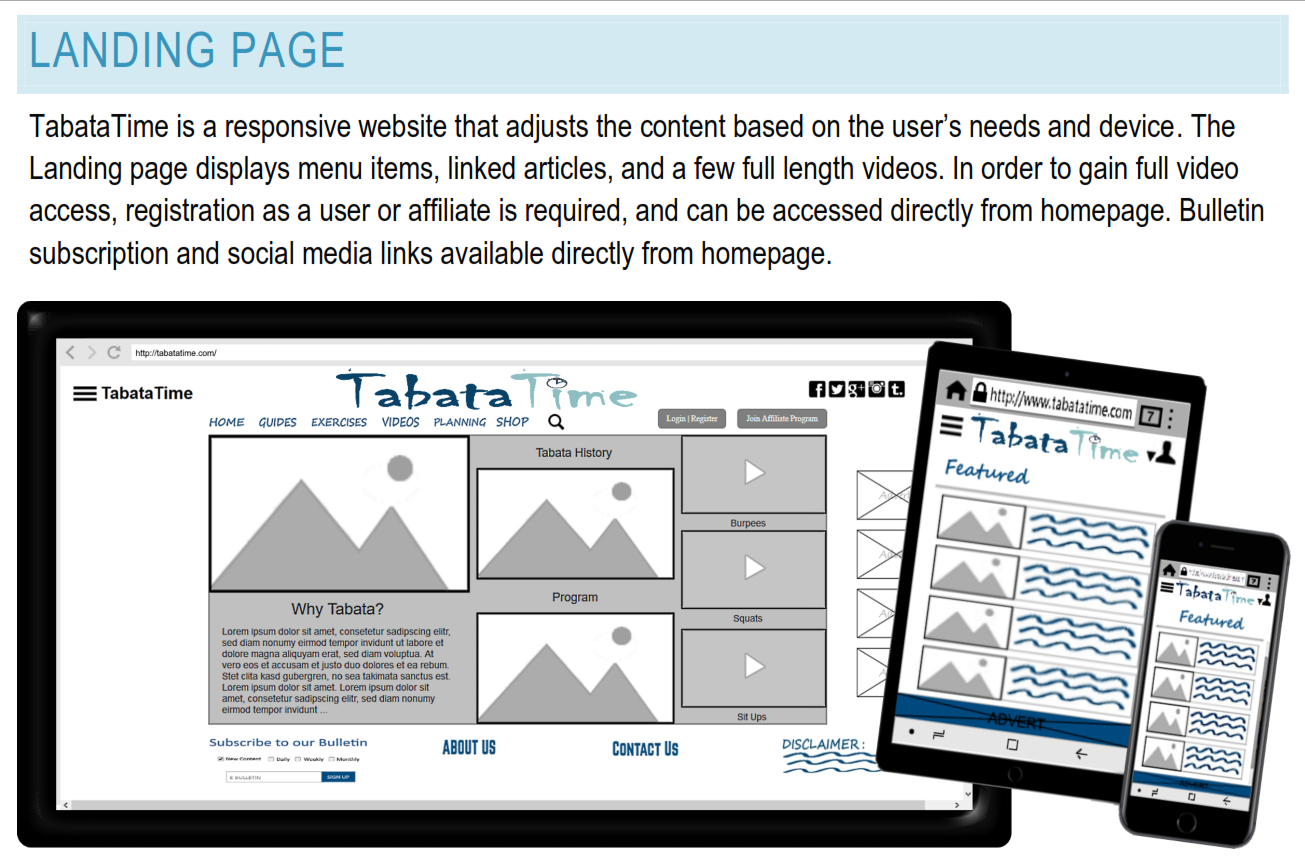 LANDING PAGE
TabataTime is a responsive website that adjusts the content based on the user’s needs and device. The
Landing page displays menu items, linked articles, and a few full length videos. In order to gain full video
access, registration as a user or affiliate is required, and can be accessed directly from homepage. Bulletin
subscription and social media links available directly from homepage.
http://tabatatime.com/
TabataTime
TabataTime
HOME GUIDES EXERCISES VIDEOS PLANNING SHOP
Login | Register
Join Affiliate Program
Why Tabata?
Lorem ipsum dolor sit amet, consetetur sadipscing elitr,
sed diam nonumy eirmod tempor invidunt ut labore et
dolore magna aliquyam erat, sed diam voluptua. At
vero eos et accusam et justo duo dolores et ea rebum.
Stet clita kasd gubergren, no sea takimata sanctus est.
Lorem ipsum dolor sit amet. Lorem ipsum dolor sit
amet, consetetur sadipscing elitr, sed diam nonumy
eirmod tempor invidunt ...
Tabata History
Program
Burpees
Squats
Sit Ups
Subscribe to our Bulletin
New Content Daily Weekly Monthly
E BULLETIN
SIGN UP
ABOUT US
CONTACT US
DISCLAIMER:
http://www.tabatatime.com
7
TabataTime
Featured
ADVERT
7
TabataTime
Featured
ADVERT